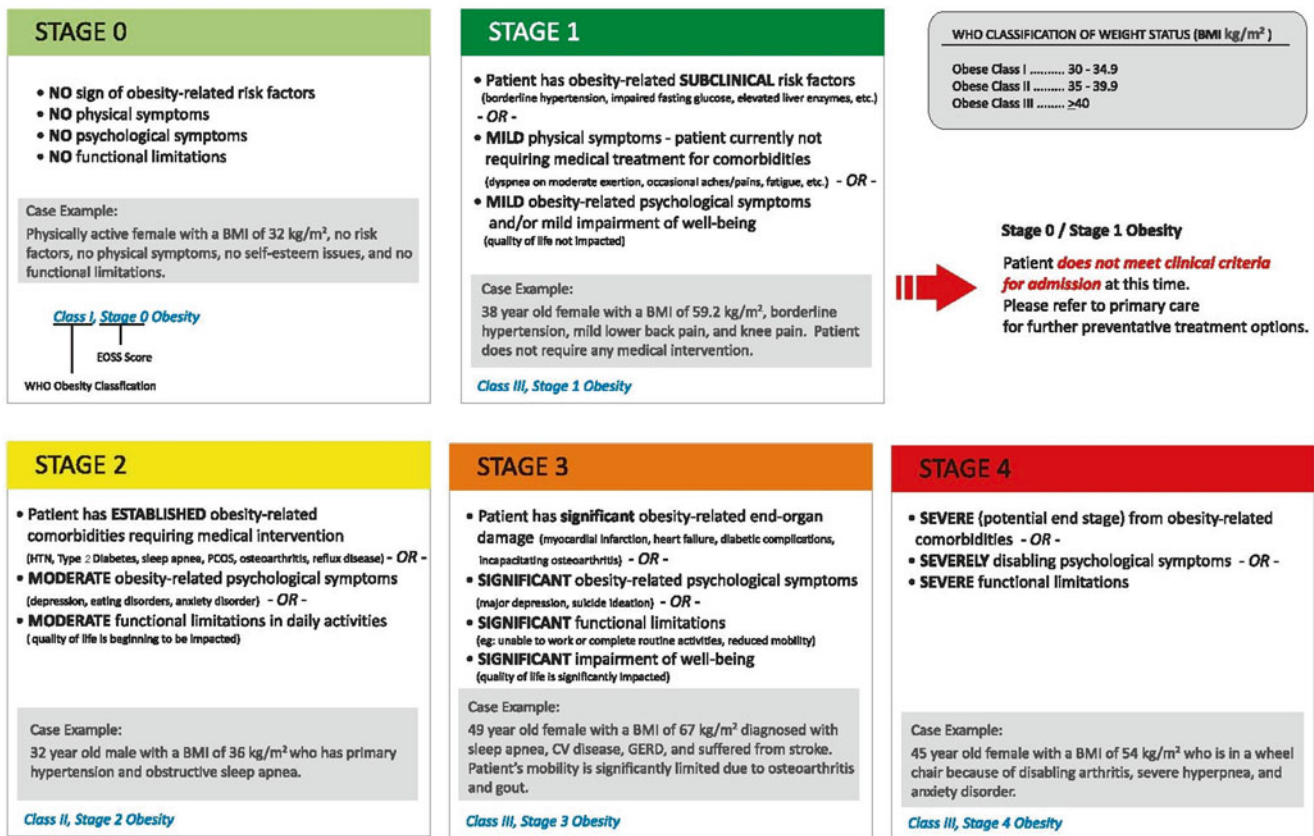 STAGE 0
• NO sign of obesity-related risk factors
• NO physical symptoms
• NO psychological symptoms
• NO functional limitations
Case Example:
Physically active female with a BMI of 32 kg/m², no risk
factors, no physical symptoms, no self-esteem issues, and no
functional limitations.
Class I, Stage 0 Obesity
EOSS Score
WHO Obesity Classfication
STAGE 1
• Patient has obesity-related SUBCLINICAL risk factors
(borderline hypertension, impaired fasting glucose, elevated liver enzymes, etc.)
- OR -
• MILD physical symptoms - patient currently not
requiring medical treatment for comorbidities
(dyspnea on moderate exertion, occasional aches/pains, fatigue, etc.) - OR -
• MILD obesity-related psychological symptoms
and/or mild impairment of well-being
(quality of life not impacted)
Case Example:
38 year old female with a BMI of 59.2 kg/m², borderline
hypertension, mild lower back pain, and knee pain. Patient
does not require any medical intervention.
Class III, Stage 1 Obesity
WHO CLASSIFICATION OF WEIGHT STATUS (BMI kg/m² )
Obese Class I .......... 30 - 34.9
Obese Class II ......... 35 - 39.9
Obese Class III ........ ≥40
Stage 0 / Stage 1 Obesity
Patient does not meet clinical criteria
for admission at this time.
Please refer to primary care
for further preventative treatment options.
STAGE 2
• Patient has ESTABLISHED obesity-related
comorbidities requiring medical intervention
(HTN, Type 2 Diabetes, sleep apnea, PCOS, osteoarthritis, reflux disease) - OR -
• MODERATE obesity-related psychological symptoms
(depression, eating disorders, anxiety disorder) - OR -
• MODERATE functional limitations in daily activities
(quality of life is beginning to be impacted)
Case Example:
32 year old male with a BMI of 36 kg/m² who has primary
hypertension and obstructive sleep apnea.
Class II, Stage 2 Obesity
STAGE 3
• Patient has significant obesity-related end-organ
damage (myocardial infarction, heart failure, diabetic complications,
incapacitating osteoarthritis) - OR -
• SIGNIFICANT obesity-related psychological symptoms
(major depression, suicide ideation) - OR -
• SIGNIFICANT functional limitations
(eg: unable to work or complete routine activities, reduced mobility)
• SIGNIFICANT impairment of well-being
(quality of life is significantly impacted)
Case Example:
49 year old female with a BMI of 67 kg/m² diagnosed with
sleep apnea, CV disease, GERD, and suffered from stroke.
Patient's mobility is significantly limited due to osteoarthritis
and gout.
Class III, Stage 3 Obesity
STAGE 4
• SEVERE (potential end stage) from obesity-related
comorbidities - OR -
• SEVERELY disabling psychological symptoms - OR -
• SEVERE functional limitations
Case Example:
45 year old female with a BMI of 54 kg/m² who is in a wheel
chair because of disabling arthritis, severe hyperpnea, and
anxiety disorder.
Class III, Stage 4 Obesity